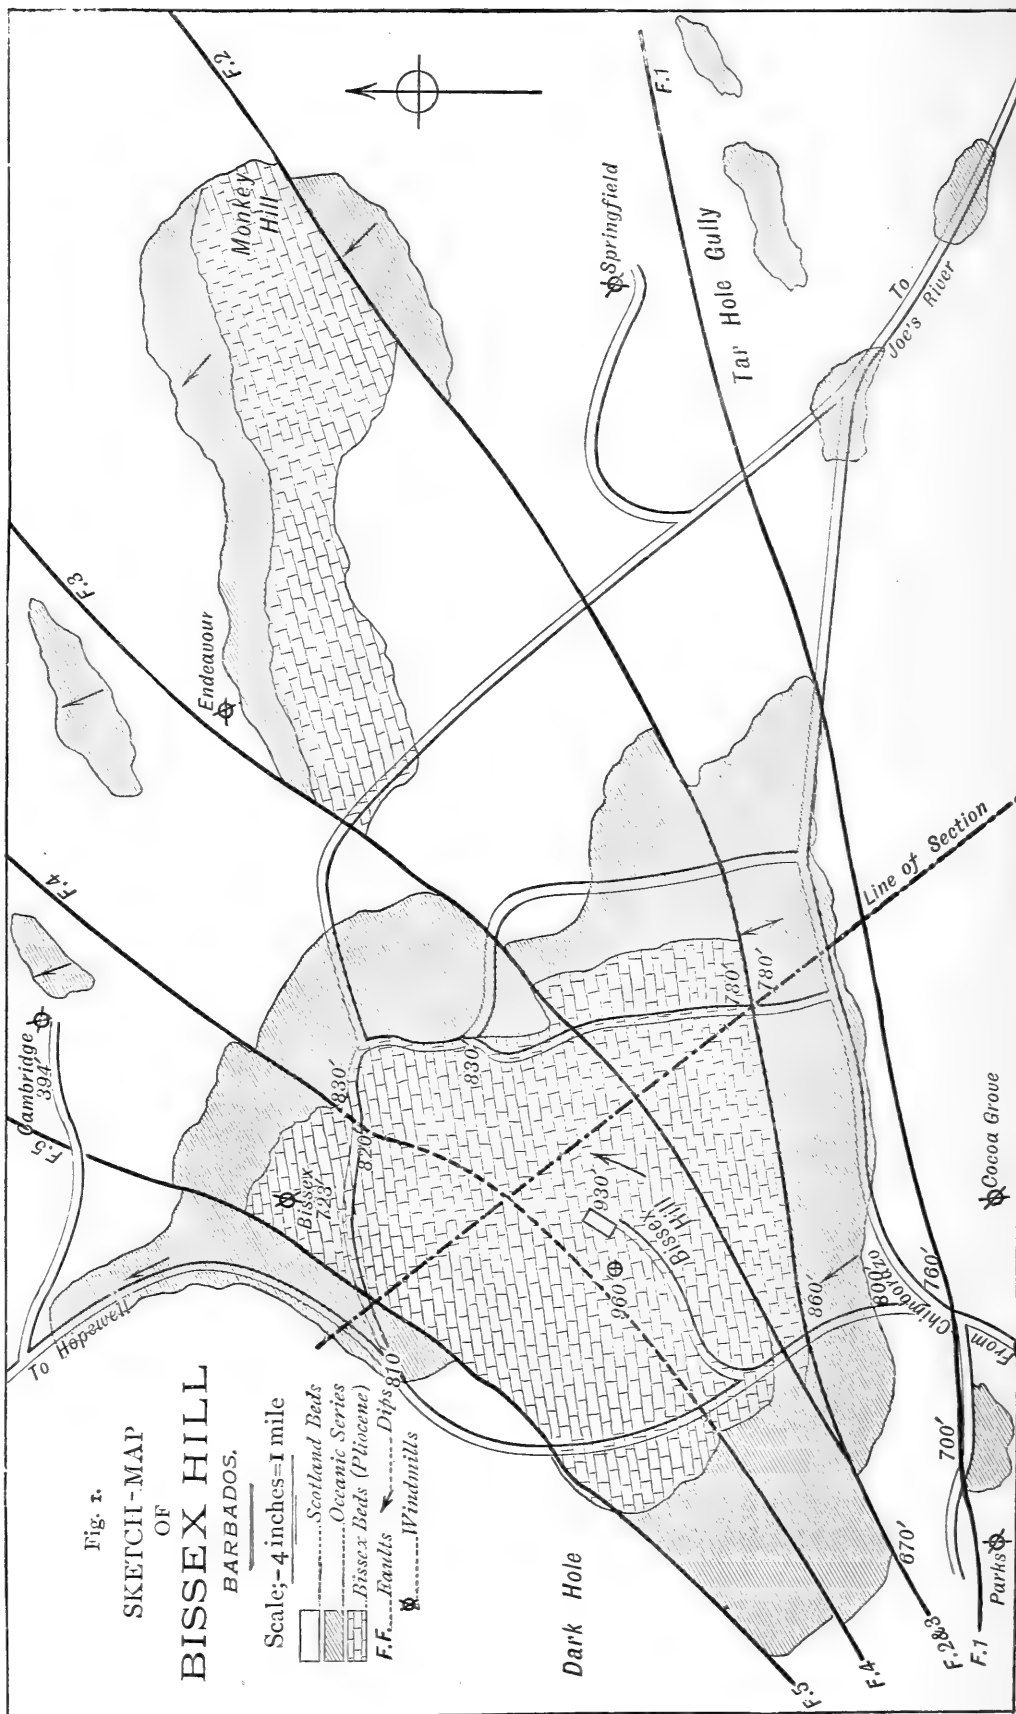 Fig. 1.
SKETCH-MAP
OF
BISSEX HILL
BARBADOS.
Scale;-4 inches=1 mile
Scotland Beds
Oceanic Series
Bissex Beds (Pliocene)
F.F. Faults Dips
Windmills
To Hopewell
F.5
Cambridge
394'
F.4
F.3
Endeavour
F.2
Monkey
Hill
Springfield
F.1
Tar Hole Gully
To
Joe's River
Bissex
723'
820'
830'
830'
810
780'
780'
Line of Section
930'
960'
Bissex
Hill
860'
800'
760'
From Chimborazo
Cocoa Grove
700'
670'
Dark Hole
Parks
F.5
F.4
F.2&3
F.1